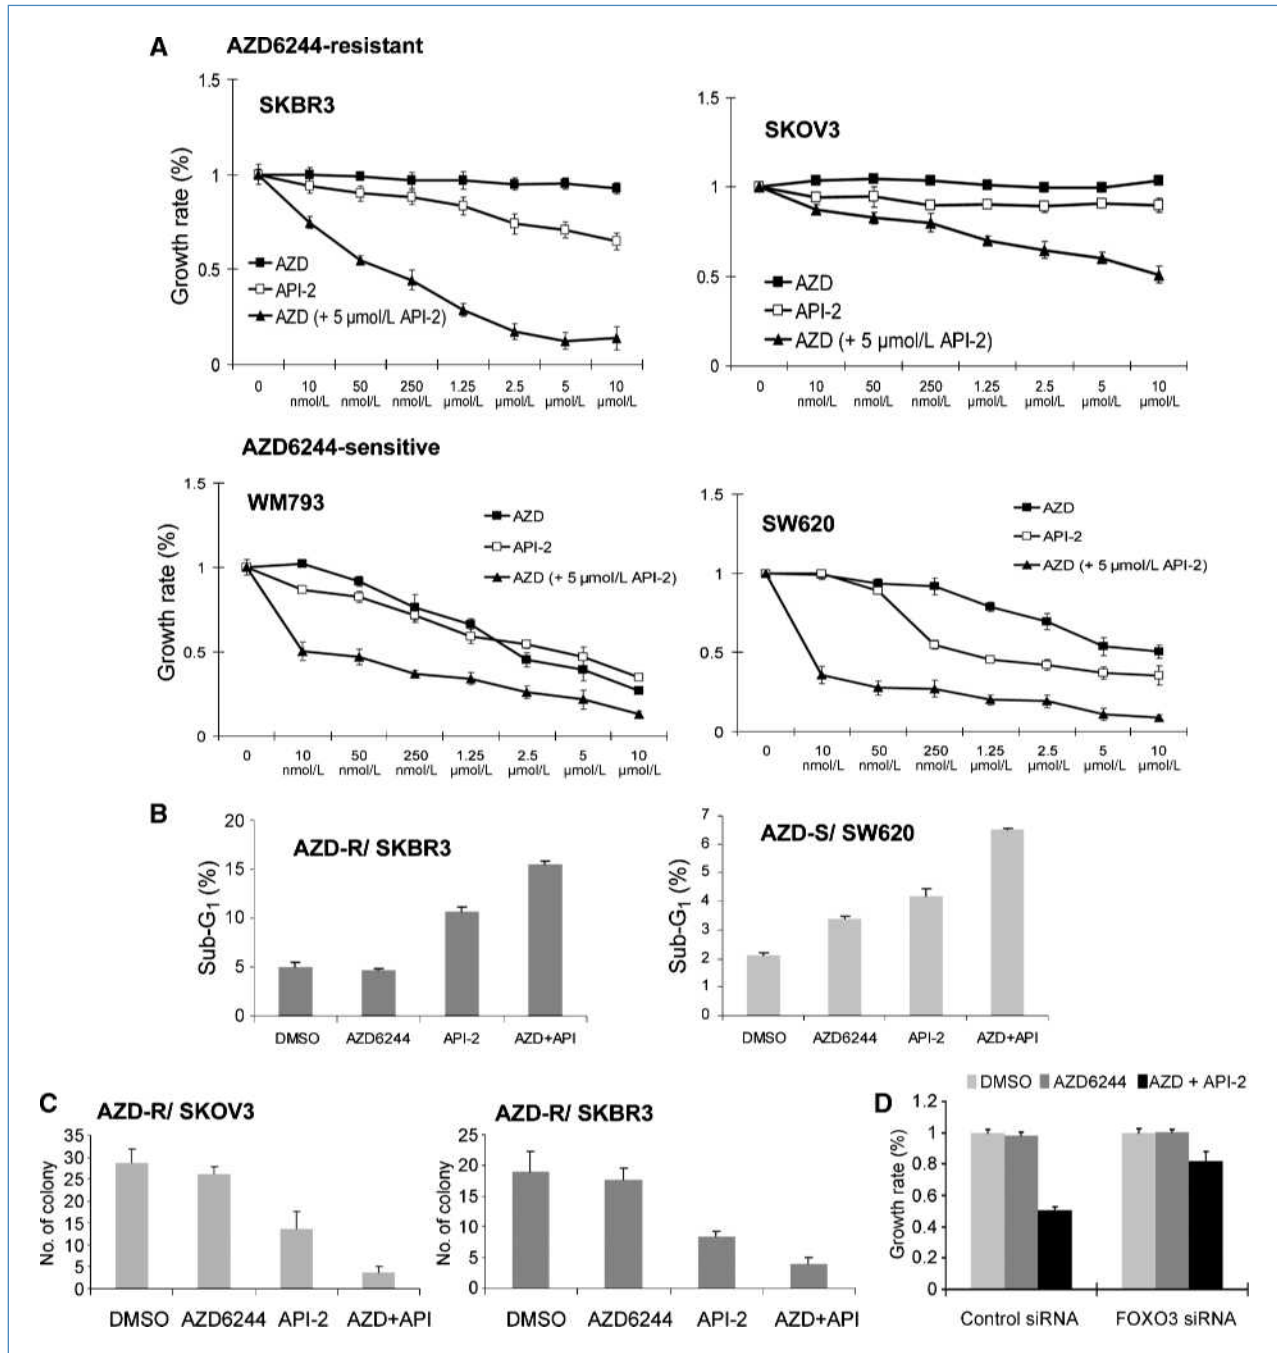 A AZD6244-resistant
SKBR3
Growth rate (%)
1.5
1
0.5
0
AZD
API-2
AZD (+ 5 µmol/L API-2)
0 10 50 250 1.25 2.5 5 10
nmol/L nmol/L nmol/L µmol/L µmol/L µmol/L µmol/L
SKOV3
1.5
1
0.5
0
AZD
API-2
AZD (+ 5 µmol/L API-2)
0 10 50 250 1.25 2.5 5 10
nmol/L nmol/L nmol/L µmol/L µmol/L µmol/L µmol/L
AZD6244-sensitive
WM793
Growth rate (%)
1.5
1
0.5
0
AZD
API-2
AZD (+ 5 µmol/L API-2)
0 10 50 250 1.25 2.5 5 10
nmol/L nmol/L nmol/L µmol/L µmol/L µmol/L µmol/L
SW620
1.5
1
0.5
0
AZD
API-2
AZD (+ 5 µmol/L API-2)
0 10 50 250 1.25 2.5 5 10
nmol/L nmol/L nmol/L µmol/L µmol/L µmol/L µmol/L
B
AZD-R/ SKBR3
Sub-G1 (%)
20
15
10
5
0
DMSO AZD6244 API-2 AZD+API
AZD-S/ SW620
Sub-G1 (%)
7
6
5
4
3
2
1
0
DMSO AZD6244 API-2 AZD+API
C
AZD-R/ SKOV3
No. of colony
35
30
25
20
15
10
5
0
DMSO AZD6244 API-2 AZD+API
AZD-R/ SKBR3
No. of colony
25
20
15
10
5
0
DMSO AZD6244 API-2 AZD+API
D
DMSO AZD6244 AZD + API-2
Growth rate (%)
1.2
1
0.8
0.6
0.4
0.2
0
Control siRNA FOXO3 siRNA